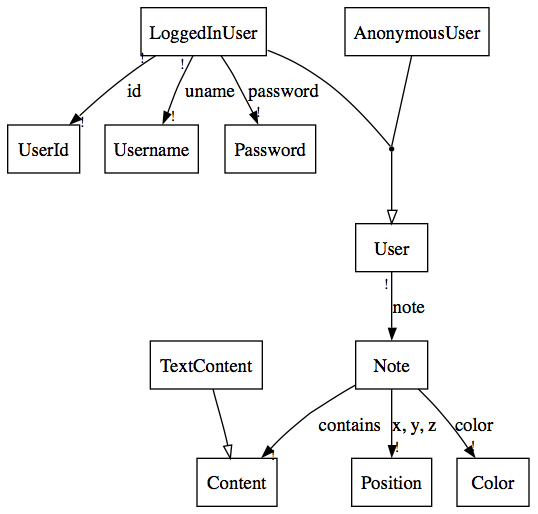 LoggedInUser AnonymousUser
! !
id uname password
! ! !
UserId Username Password
User
!
note
TextContent Note
contains x, y, z color
! ! !
Content Position Color